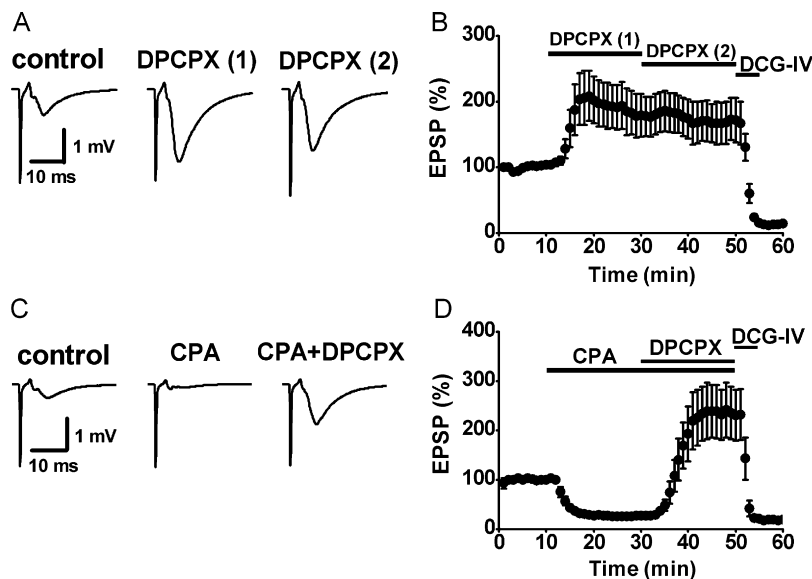 A
control
DPCPX (1)
DPCPX (2)
1 mV
10 ms
B
DPCPX (1)
DPCPX (2)
DCG-IV
EPSP (%)
300
200
100
0
0 10 20 30 40 50 60
Time (min)
C
control
CPA
CPA+DPCPX
1 mV
10 ms
D
CPA
DPCPX
DCG-IV
EPSP (%)
400
300
200
100
0
0 10 20 30 40 50 60
Time (min)